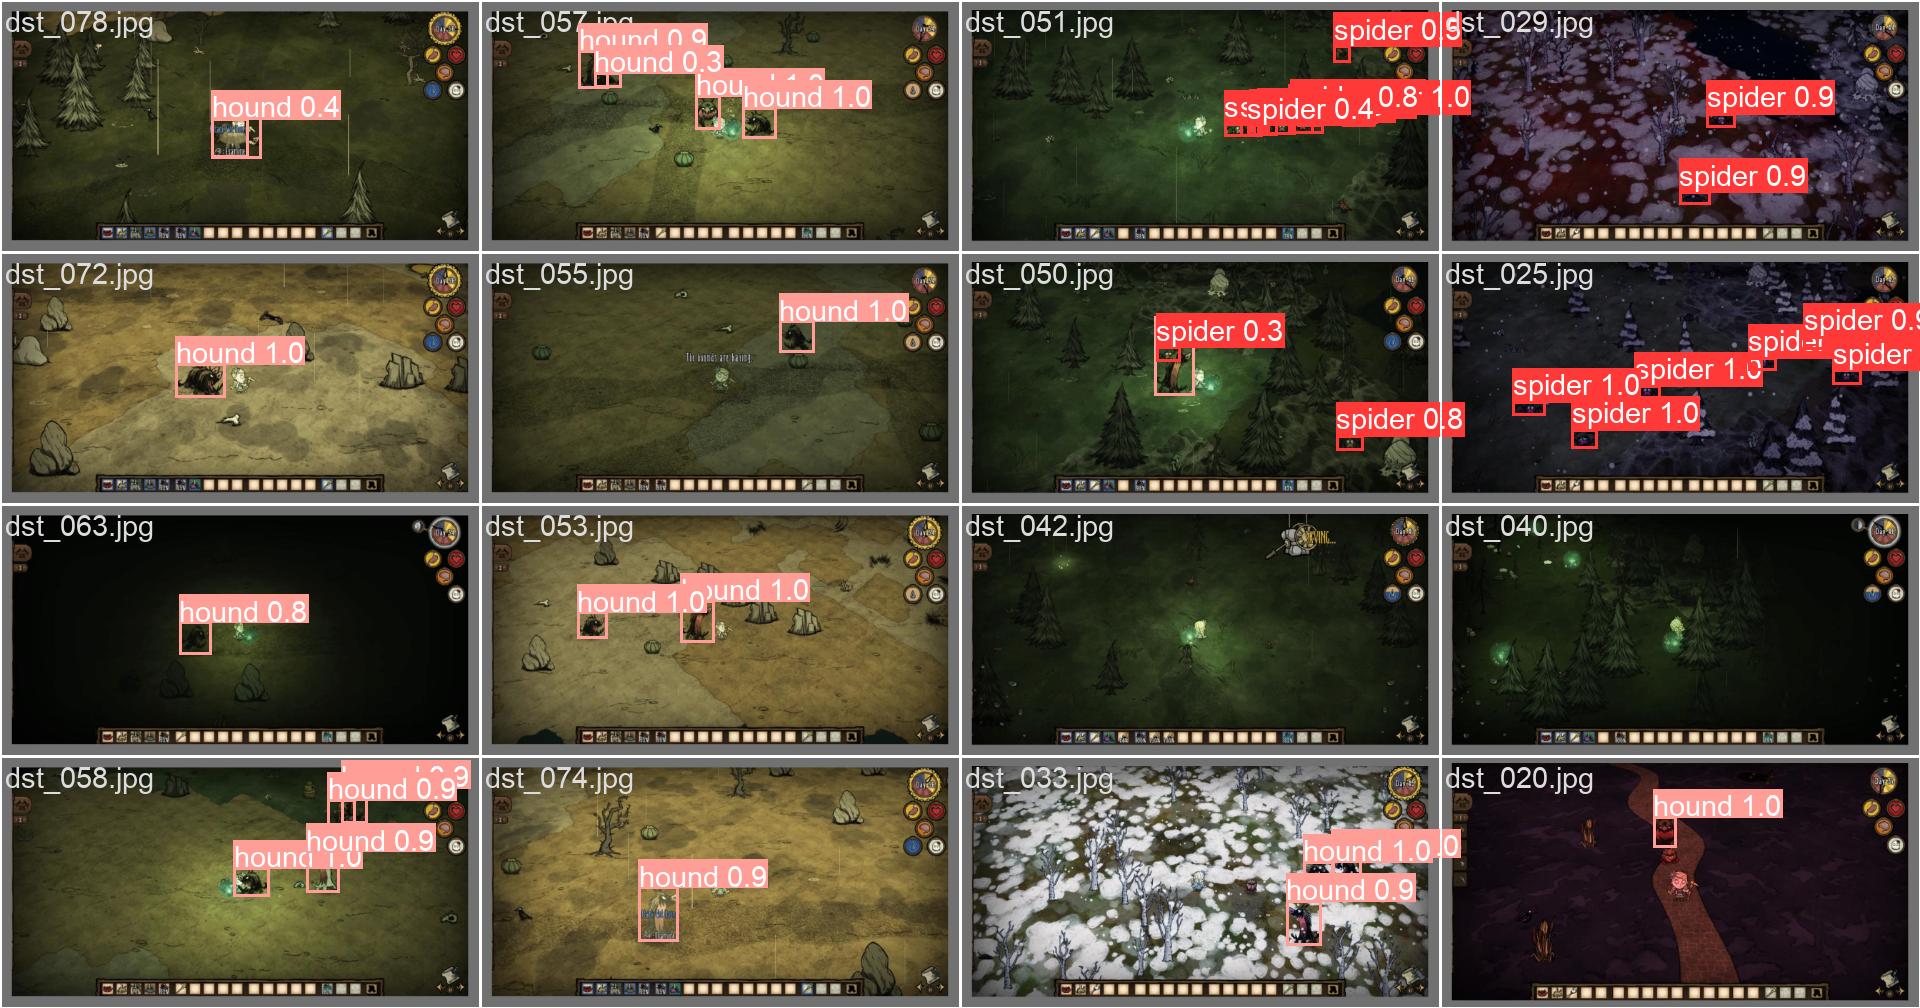 dst_078.jpg
hound 0.4
dst_057.jpg
hound 0.9
hound 0.3
hound 1.0
dst_051.jpg
spider 0.4
0.8
1.0
dst_029.jpg
spider 0.9
spider 0.9
dst_072.jpg
hound 1.0
dst_055.jpg
hound 1.0
The hounds are
dst_050.jpg
spider 0.3
spider 0.8
dst_025.jpg
spider 0.9
spider
spider 1.0
spider 1.0
spider 1.0
dst_063.jpg
hound 0.8
dst_053.jpg
hound 1.0
hound 1.0
dst_042.jpg
dst_040.jpg
dst_058.jpg
hound 0.9
hound 0.9
hound 1.0
dst_074.jpg
hound 0.9
dst_033.jpg
hound 1.0
hound 0.9
dst_020.jpg
hound 1.0